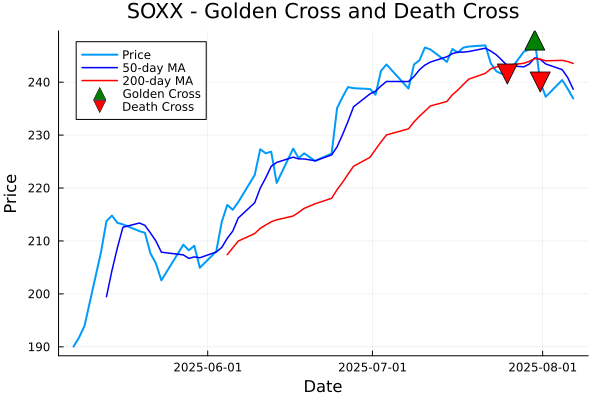 SOXX - Golden Cross and Death Cross
Price
50-day MA
200-day MA
Golden Cross
Death Cross
Price
240
230
220
210
200
190
2025-06-01
2025-07-01
2025-08-01
Date